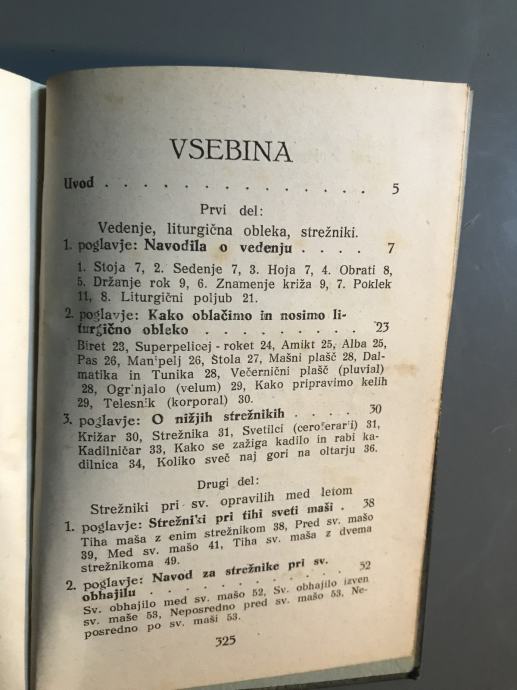 VSEBINA
Uvod . . . . . . . . . . . . . . 5
Prvi del:
Vedenje, liturgična obleka, strežniki.
1. poglavje: Navodila o vedenju . . . . 7
1. Stoja 7, 2. Sedenje 7, 3. Hoja 7, 4. Obrati 8,
5. Držanje rok 9, 6. Znamenje križa 9, 7. Poklek
11, 8. Liturgični poljub 21.
2. poglavje: Kako oblačimo in nosimo li-
turgično obleko . . . . . . . . . 23
Biret 23, Superpelicej - roket 24, Amikt 25, Alba 25,
Pas 26, Manipelj 26, Štola 27, Mašni plašč 28, Dal-
matika in Tunika 28, Večernični plašč (pluvial)
28, Ogrinjalo (velum) 29, Kako pripravimo kelih
29, Telesnik (korporal) 30.
3. poglavje: O nižjih strežnikih . . . . 30
Križar 30, Strežnika 31, Svetilci (ceroferarji) 31,
Kadilničar 33, Kako se zažiga kadilo in rabi ka-
dilnica 34, Koliko sveč naj gori na oltarju 36.
Drugi del:
Strežniki pri sv. opravilih med letom
1. poglavje: Strežniki pri tihi sveti maši . 38
Tiha maša z enim strežnikom 38, Pred sv. mašo
39, Med sv. mašo 41, Tiha sv. maša z dvema
strežnikoma 49.
2. poglavje: Navod za strežnike pri sv.
obhajilu . . . . . . . . . . . 52
Sv. obhajilo med sv. mašo 52, Sv. obhajilo izven
sv. maše 53, Neposredno pred sv. mašo 53, Ne-
posredno po sv. maši 53.
325